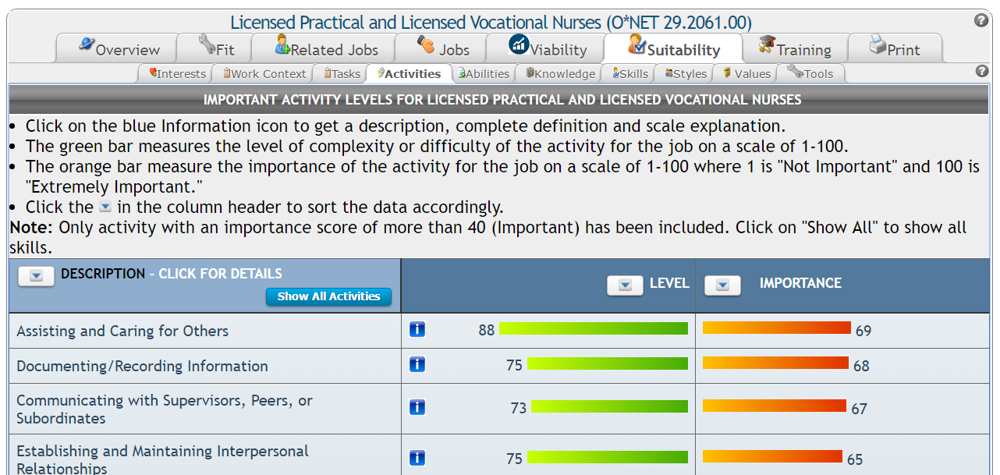 Licensed Practical and Licensed Vocational Nurses (O*NET 29.2061.00)
Overview Fit Related Jobs Jobs Viability Suitability Training Print
Interests Work Context Tasks Activities Abilities Knowledge Skills Styles Values Tools
IMPORTANT ACTIVITY LEVELS FOR LICENSED PRACTICAL AND LICENSED VOCATIONAL NURSES
• Click on the blue Information icon to get a description, complete definition and scale explanation.
• The green bar measures the level of complexity or difficulty of the activity for the job on a scale of 1-100.
• The orange bar measure the importance of the activity for the job on a scale of 1-100 where 1 is "Not Important" and 100 is
"Extremely Important."
• Click the in the column header to sort the data accordingly.
Note: Only activity with an importance score of more than 40 (Important) has been included. Click on "Show All" to show all
skills.
DESCRIPTION - CLICK FOR DETAILS
Show All Activities
LEVEL IMPORTANCE
Assisting and Caring for Others i 88 69
Documenting/Recording Information i 75 68
Communicating with Supervisors, Peers, or
Subordinates i 73 67
Establishing and Maintaining Interpersonal
Relationships i 75 65